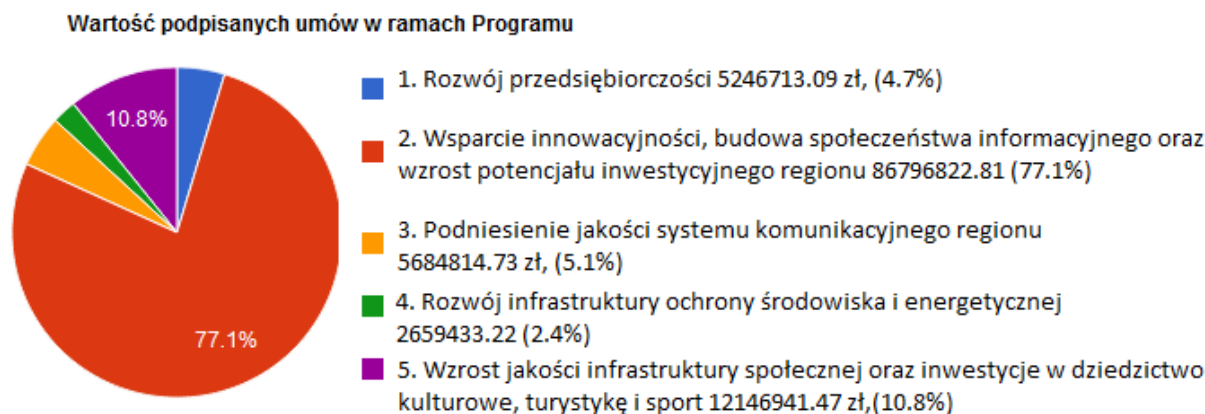 Wartość podpisanych umów w ramach Programu
10.8%
77.1%
1. Rozwój przedsiębiorczości 5246713.09 zł, (4.7%)
2. Wsparcie innowacyjności, budowa społeczeństwa informacyjnego oraz
wzrost potencjału inwestycyjnego regionu 86796822.81 (77.1%)
3. Podniesienie jakości systemu komunikacyjnego regionu
5684814.73 zł, (5.1%)
4. Rozwój infrastruktury ochrony środowiska i energetycznej
2659433.22 (2.4%)
5. Wzrost jakości infrastruktury społecznej oraz inwestycje w dziedzictwo
kulturowe, turystykę i sport 12146941.47 zł,(10.8%)